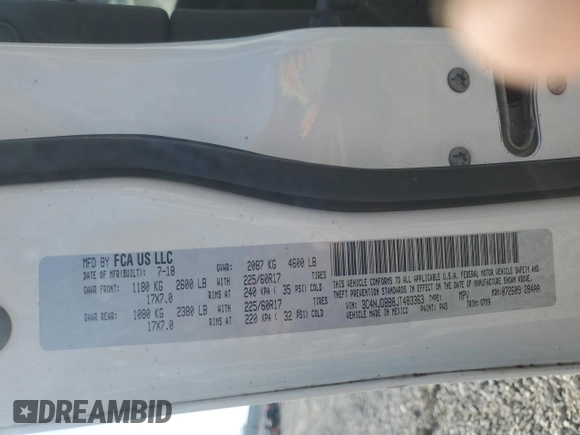 MFD BY FCA US LLC
DATE OF MFR(BUILT): 7-18
GVWR: 2087 KG 4600 LB
GAWR FRONT: 1180 KG 2600 LB WITH 225/60R17 TIRES
17X7.0 RIMS AT 240 KPA ( 35 PSI) COLD
GAWR REAR: 1080 KG 2380 LB WITH 225/60R17 TIRES
17X7.0 RIMS AT 220 KPA ( 32 PSI) COLD
THIS VEHICLE CONFORMS TO ALL APPLICABLE U.S.A. FEDERAL MOTOR VEHICLE SAFETY AND
THEFT PREVENTION STANDARDS IN EFFECT ON THE DATE OF MANUFACTURE SHOWN ABOVE.
VIN: TYPE: MPV
VEHICLE MADE IN MEXICO PAINT: PW3 TRIM:
MDH:
DREAMBID